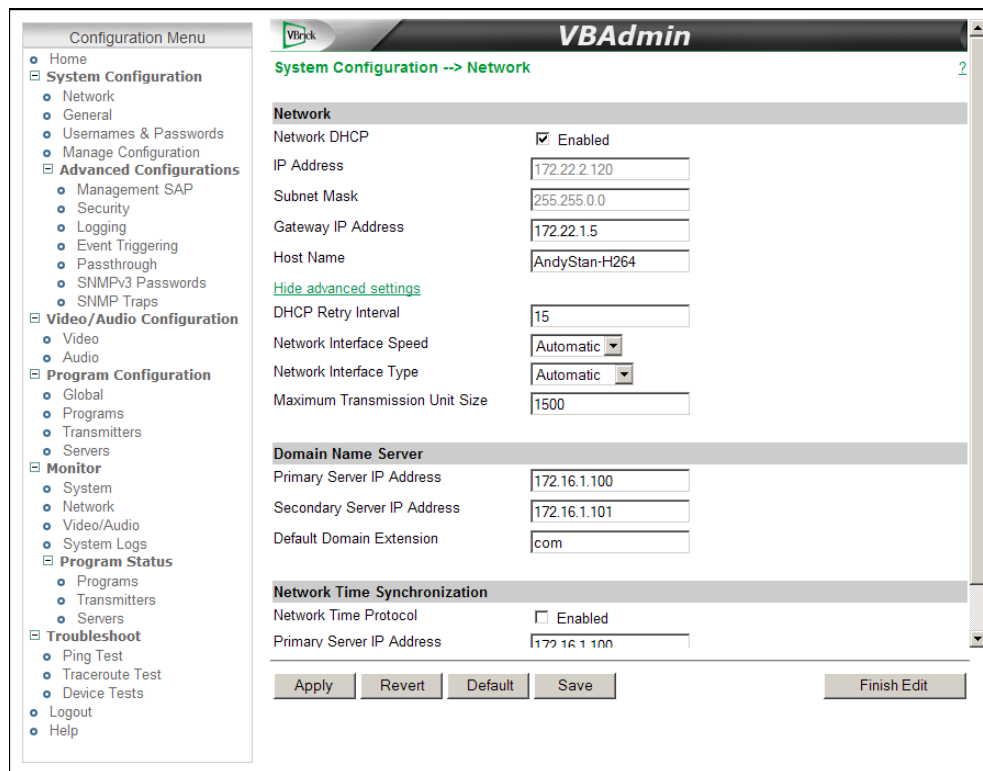 Configuration Menu
Home
System Configuration
Network
General
Usernames & Passwords
Manage Configuration
Advanced Configurations
Management SAP
Security
Logging
Event Triggering
Passthrough
SNMPv3 Passwords
SNMP Traps
Video/Audio Configuration
Video
Audio
Program Configuration
Global
Programs
Transmitters
Servers
Monitor
System
Network
Video/Audio
System Logs
Program Status
Programs
Transmitters
Servers
Troubleshoot
Ping Test
Traceroute Test
Device Tests
Logout
Help
VBrick
VBAdmin
System Configuration --> Network ?
Network
Network DHCP Enabled
IP Address 172.22.2.120
Subnet Mask 255.255.0.0
Gateway IP Address 172.22.1.5
Host Name AndyStan-H264
Hide advanced settings
DHCP Retry Interval 15
Network Interface Speed Automatic
Network Interface Type Automatic
Maximum Transmission Unit Size 1500
Domain Name Server
Primary Server IP Address 172.16.1.100
Secondary Server IP Address 172.16.1.101
Default Domain Extension com
Network Time Synchronization
Network Time Protocol Enabled
Primary Server IP Address 172.16.1.100
Apply Revert Default Save Finish Edit